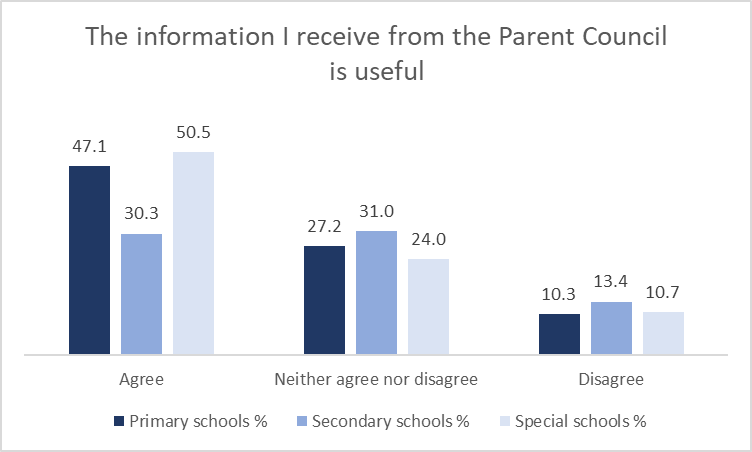 The information I receive from the Parent Council
is useful
47.1
30.3
50.5
27.2
31.0
24.0
10.3
13.4
10.7
Agree
Neither agree nor disagree
Disagree
Primary schools %
Secondary schools %
Special schools %